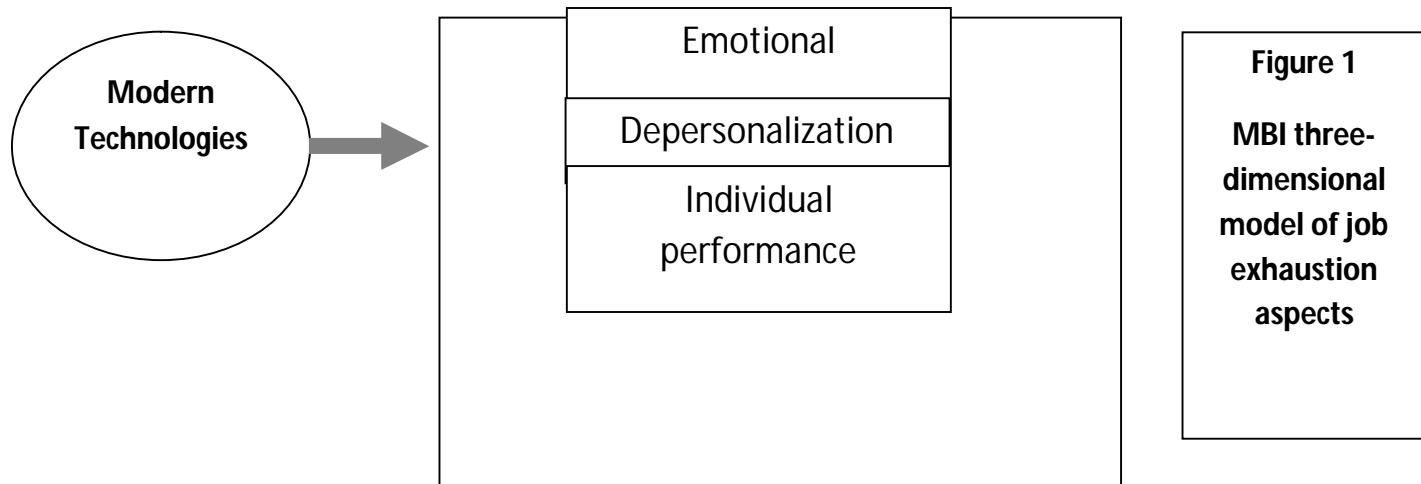 Modern
Technologies
Emotional
Depersonalization
Individual
performance
Figure 1
MBI three-
dimensional
model of job
exhaustion
aspects